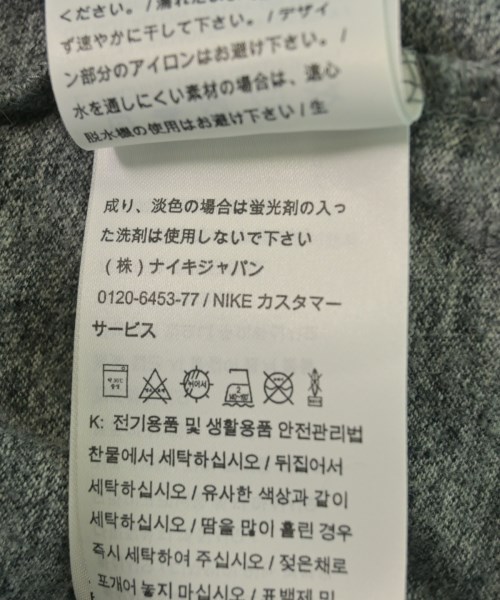 ください。/ 濡れたま
ず速やかに干して下さい。/ デザイ
ン部分のアイロンはお避け下さい。/
水を通しにくい素材の場合は、遠心
脱水機の使用はお避け下さい / 生
成り、淡色の場合は蛍光剤の入っ
た洗剤は使用しないで下さい
(株) ナイキジャパン
0120-6453-77 / NIKE カスタマー
サービス
K: 전기용품 및 생활용품 안전관리법
찬물에서 세탁하십시오 / 뒤집어서
세탁하십시오 / 유사한 색상과 같이
세탁하십시오 / 땀을 많이 흘린 경우
즉시 세탁하여 주십시오 / 젖은채로
포개어 놓지 마십시오 / 표백제 및